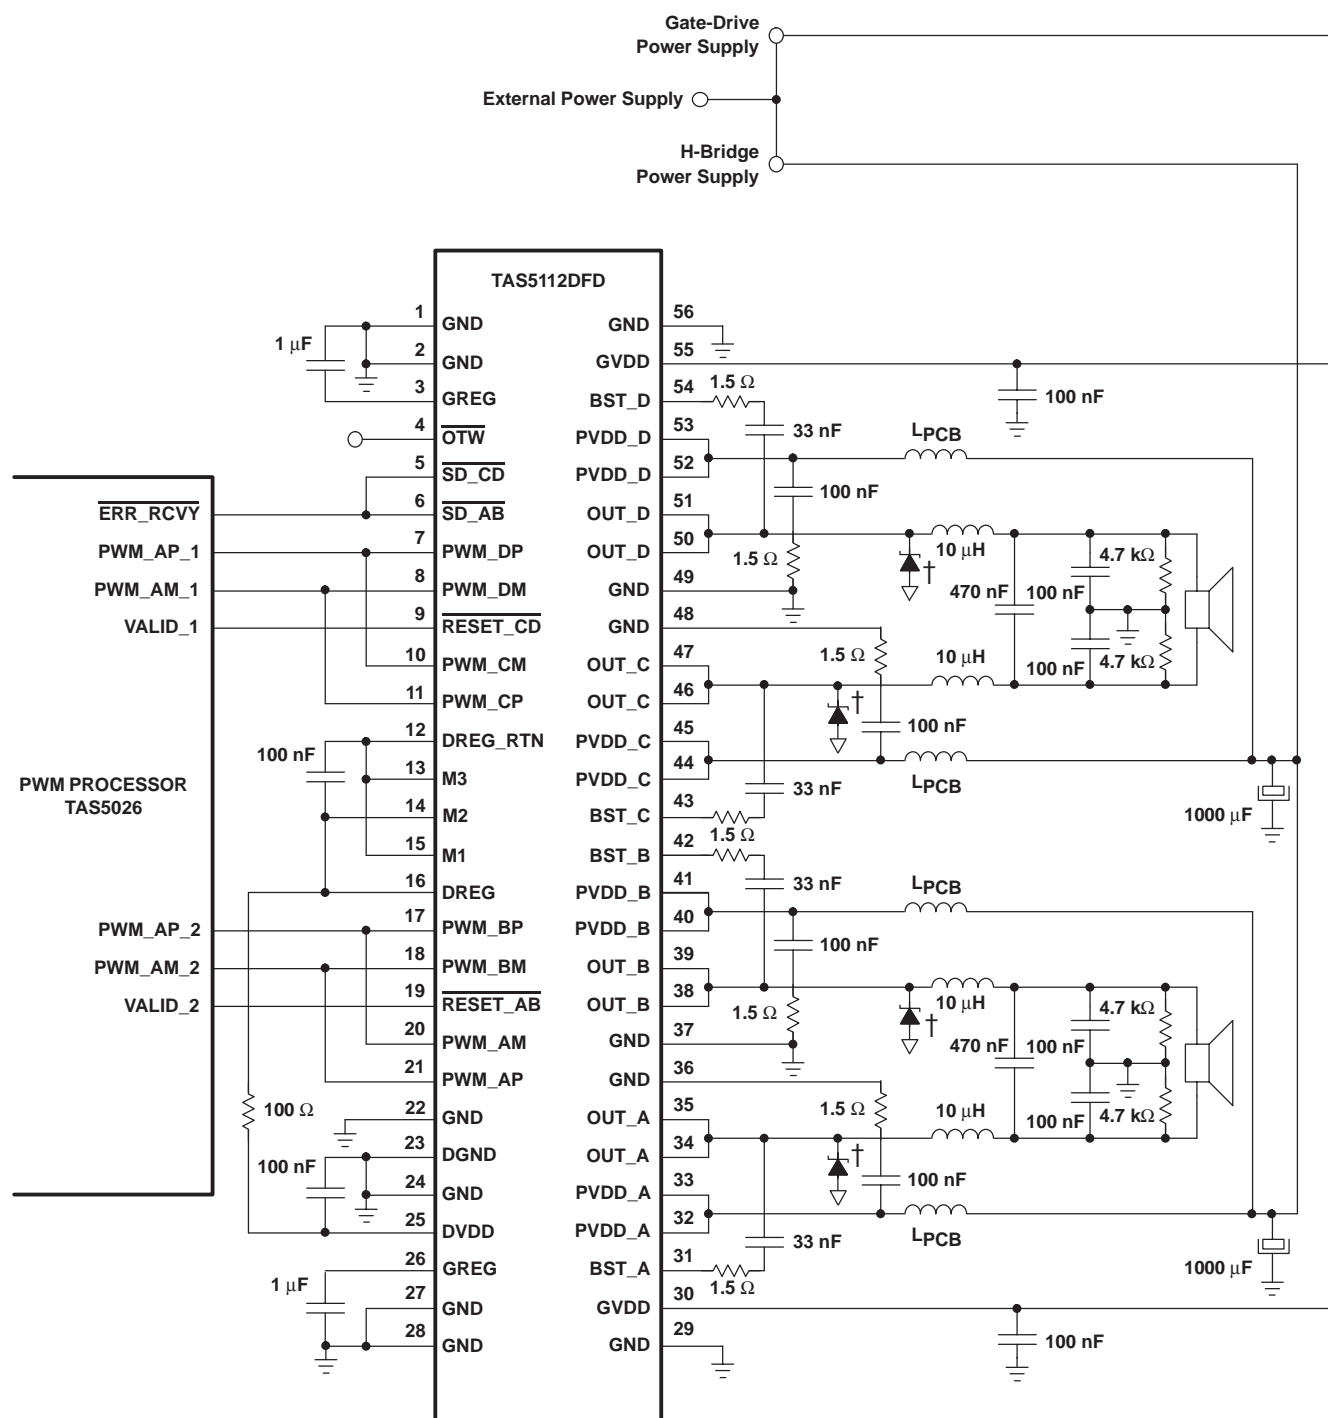 Gate-Drive
Power Supply
External Power Supply
H-Bridge
Power Supply
TAS5112DFD
1 GND
2 GND
3 GREG
4 OTW
5 SD_CD
6 SD_AB
7 PWM_DP
8 PWM_DM
9 RESET_CD
10 PWM_CM
11 PWM_CP
12 DREG_RTN
13 M3
14 M2
15 M1
16 DREG
17 PWM_BP
18 PWM_BM
19 RESET_AB
20 PWM_AM
21 PWM_AP
22 GND
23 DGND
24 GND
25 DVDD
26 GREG
27 GND
28 GND
GND 56
GVDD 55
BST_D 54
PVDD_D 53
PVDD_D 52
OUT_D 51
OUT_D 50
GND 49
GND 48
OUT_C 47
OUT_C 46
PVDD_C 45
PVDD_C 44
BST_C 43
BST_B 42
PVDD_B 41
PVDD_B 40
OUT_B 39
OUT_B 38
GND 37
GND 36
OUT_A 35
OUT_A 34
PVDD_A 33
PVDD_A 32
BST_A 31
GVDD 30
GND 29
ERR_RCVY
PWM_AP_1
PWM_AM_1
VALID_1
PWM PROCESSOR
TAS5026
PWM_AP_2
PWM_AM_2
VALID_2
1 µF
100 nF
100 Ω
100 nF
1 µF
100 nF
1.5 Ω
33 nF
LPCB
100 nF
1.5 Ω
†
10 µH
470 nF
100 nF
4.7 kΩ
1.5 Ω
10 µH
100 nF
4.7 kΩ
†
100 nF
LPCB
33 nF
1.5 Ω
1000 µF
33 nF
LPCB
100 nF
1.5 Ω
†
10 µH
470 nF
100 nF
4.7 kΩ
1.5 Ω
10 µH
100 nF
4.7 kΩ
†
100 nF
LPCB
33 nF
1.5 Ω
1000 µF
100 nF